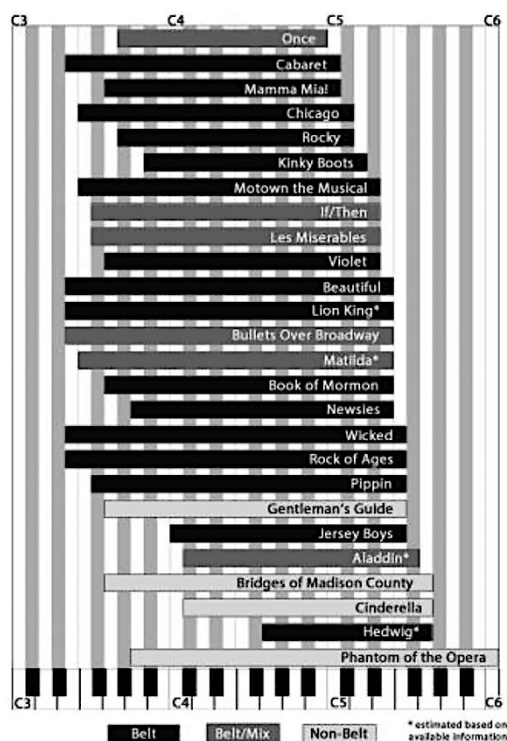 C3 C4 C5 C6
Once
Cabaret
Mamma Mia!
Chicago
Rocky
Kinky Boots
Motown the Musical
If/Then
Les Miserables
Violet
Beautiful
Lion King*
Bullets Over Broadway
Matilda*
Book of Mormon
Newsies
Wicked
Rock of Ages
Pippin
Gentleman's Guide
Jersey Boys
Aladdin*
Bridges of Madison County
Cinderella
Hedwig*
Phantom of the Opera
C3 C4 C5 C6
Belt Belt/Mix Non-Belt
* estimated based on
available information